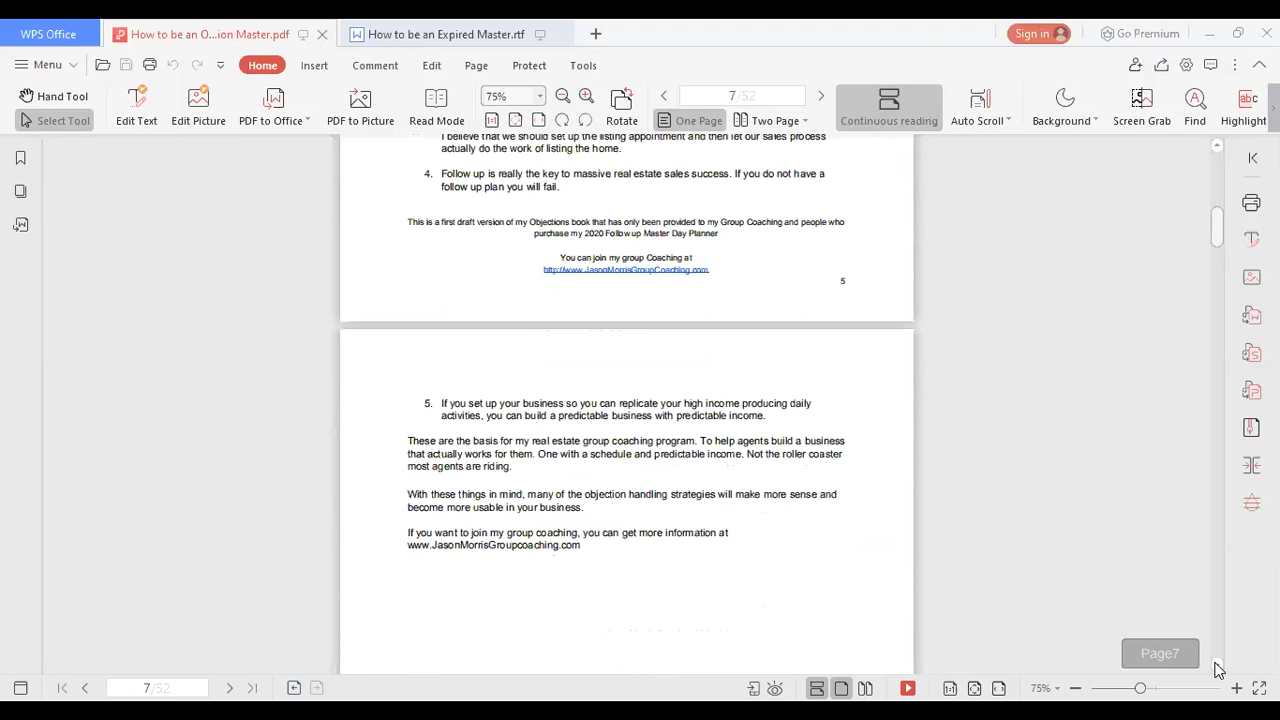 WPS Office
How to be an O...ion Master.pdf
How to be an Expired Master.rtf
Sign in
Go Premium
Menu
Home
Insert
Comment
Edit
Page
Protect
Tools
Hand Tool
Select Tool
Edit Text
Edit Picture
PDF to Office
PDF to Picture
Read Mode
75%
Rotate
7/52
One Page
Two Page
Continuous reading
Auto Scroll
Background
Screen Grab
Find
Highlight
I believe that we should set up the listing appointment and then let our sales process
actually do the work of listing the home.
4. Follow up is really the key to massive real estate sales success. If you do not have a
follow up plan you will fail.
This is a first draft version of my Objections book that has only been provided to my Group Coaching and people who
purchase my 2020 Follow up Master Day Planner
You can join my group Coaching at
http://www.JasonMorrisGroupCoaching.com
5
5. If you set up your business so you can replicate your high income producing daily
activities, you can build a predictable business with predictable income.
These are the basis for my real estate group coaching program. To help agents build a business
that actually works for them. One with a schedule and predictable income. Not the roller coaster
most agents are riding.
With these things in mind, many of the objection handling strategies will make more sense and
become more usable in your business.
If you want to join my group coaching, you can get more information at
www.JasonMorrisGroupcoaching.com
Page7
7/52
75%